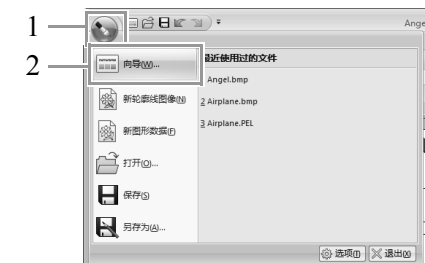 1
Ange
2
向导(W)...
最近使用过的文件
Angel.bmp
新轮廓线图像(N)
2 Airplane.bmp
新图形数据(F)
3 Airplane.PEL
打开(O)...
保存(S)
另存为(A)...
选项(I)
退出(X)